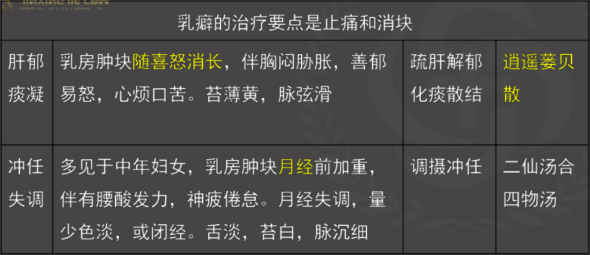 乳癖的治疗要点是止痛和消块
肝郁
痰凝
乳房肿块随喜怒消长，伴胸闷胁胀，善郁
易怒，心烦口苦。苔薄黄，脉弦滑
疏肝解郁
化痰散结
逍遥蒌贝
散
冲任
失调
多见于中年妇女，乳房肿块月经前加重，
伴有腰酸发力，神疲倦怠。月经失调，量
少色淡，或闭经。舌淡，苔白，脉沉细
调摄冲任
二仙汤合
四物汤